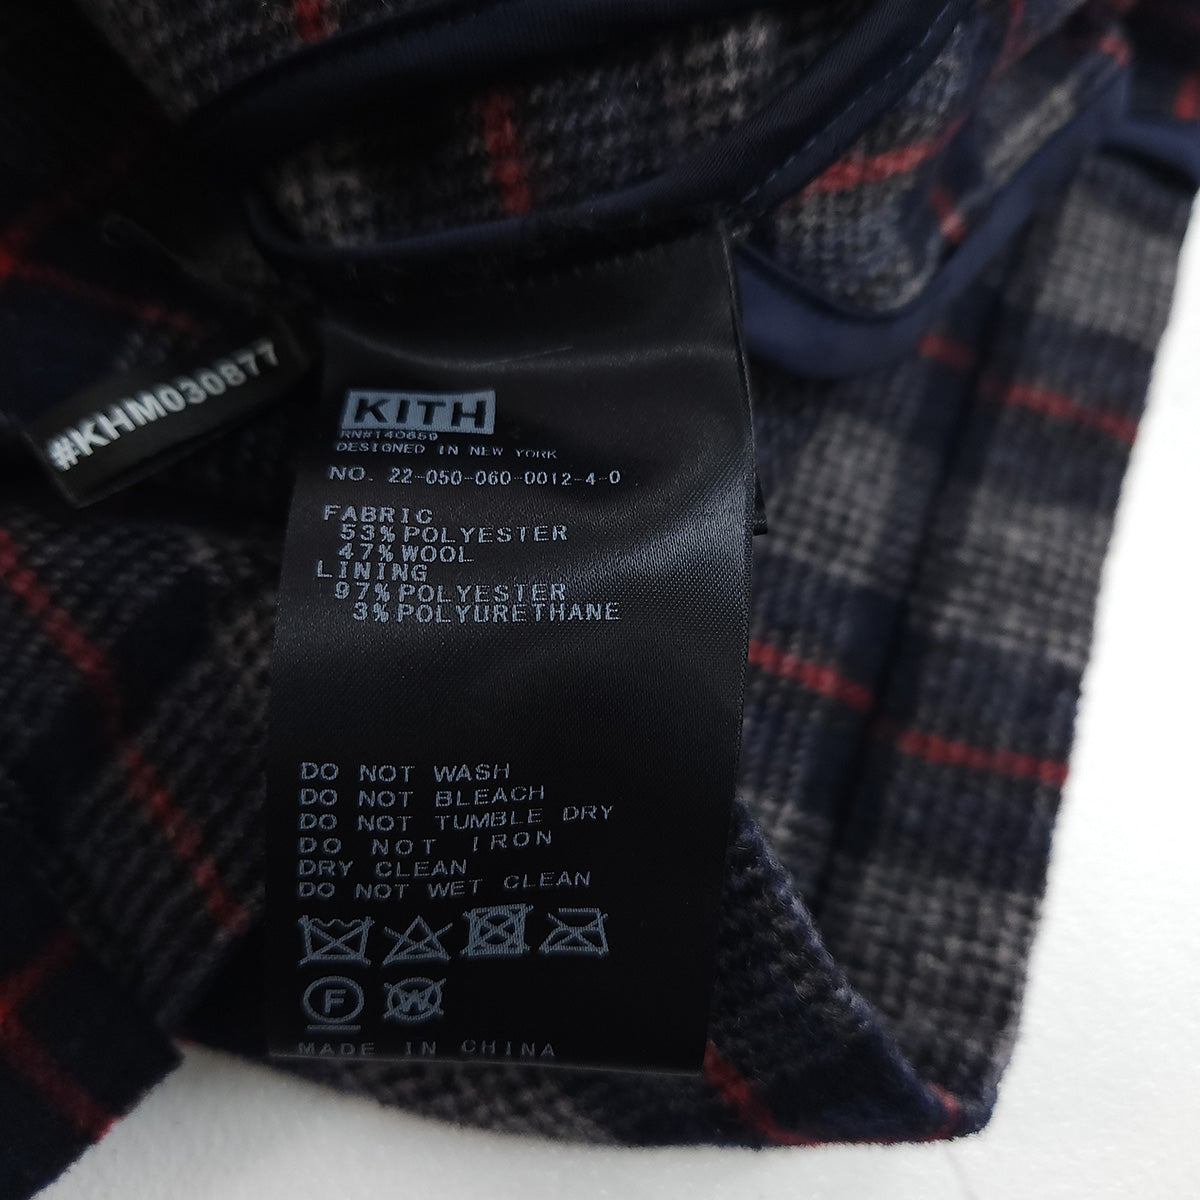 #KHM030877
KITH
RN#140659
DESIGNED IN NEW YORK
NO. 22-050-060-0012-4-0
FABRIC
53%POLYESTER
47%WOOL
LINING
97%POLYESTER
3%POLYURETHANE
DO NOT WASH
DO NOT BLEACH
DO NOT TUMBLE DRY
DO NOT IRON
DRY CLEAN
DO NOT WET CLEAN
F W
MADE IN CHINA